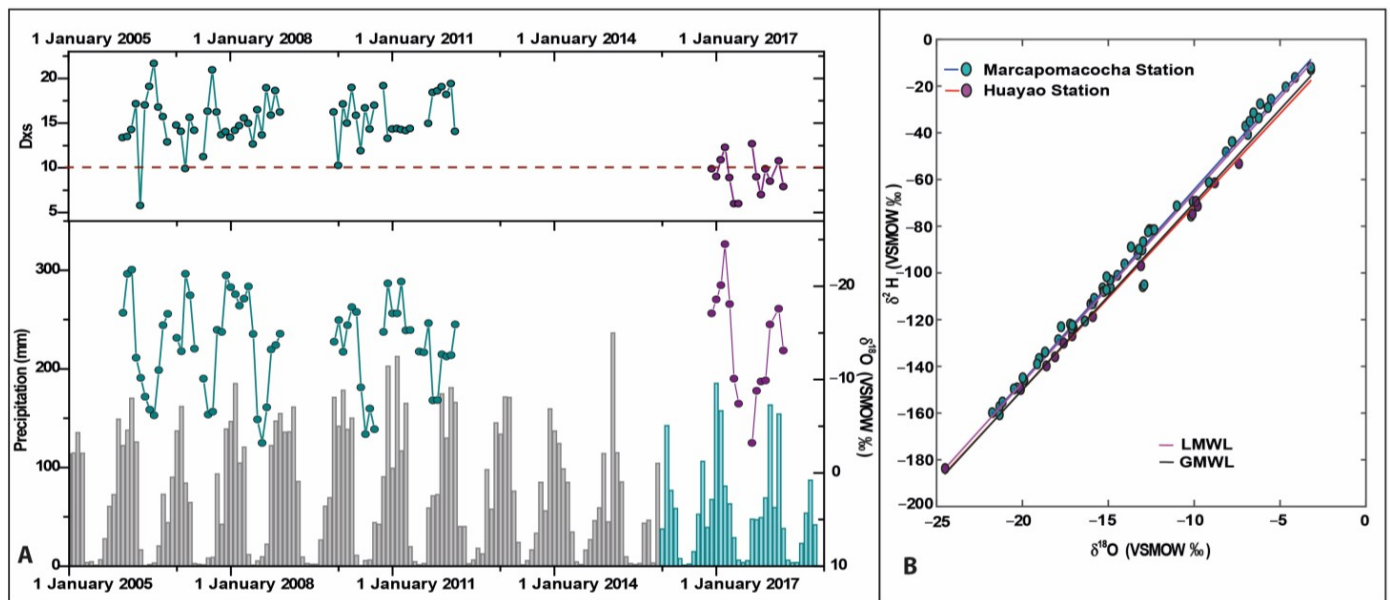 1 January 2005 1 January 2008 1 January 2011 1 January 2014 1 January 2017
20
15
10
5
Dxs
300
200
100
0
Precipitation (mm)
−20
−10
0
10
δ¹⁸O (VSMOW ‰)
A
1 January 2005 1 January 2008 1 January 2011 1 January 2014 1 January 2017
0
−20
−40
−60
−80
−100
−120
−140
−160
−180
−200
δ² H (VSMOW ‰)
Marcapomacocha Station
Huayao Station
LMWL
GMWL
−25 −20 −15 −10 −5 0
δ¹⁸O (VSMOW ‰)
B